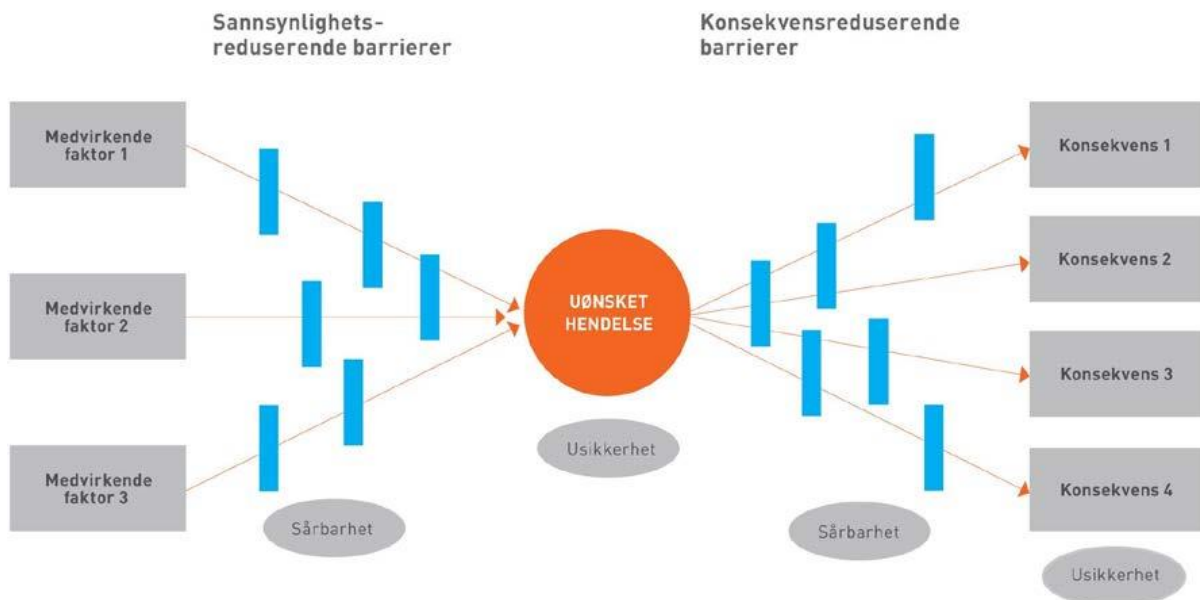 Sannsynlighets-
reduserende barrierer
Konsekvensreduserende
barrierer
Medvirkende
faktor 1
Medvirkende
faktor 2
Medvirkende
faktor 3
UØNSKET
HENDELSE
Usikkerhet
Sårbarhet
Sårbarhet
Konsekvens 1
Konsekvens 2
Konsekvens 3
Konsekvens 4
Usikkerhet